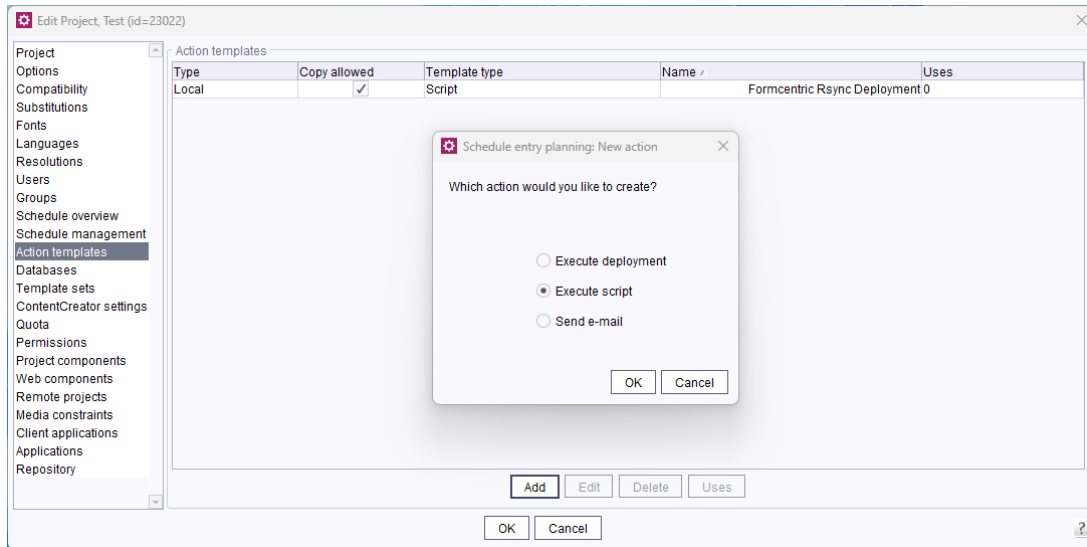 Edit Project, Test (id=23022)
Project
Options
Compatibility
Substitutions
Fonts
Languages
Resolutions
Users
Groups
Schedule overview
Schedule management
Action templates
Databases
Template sets
ContentCreator settings
Quota
Permissions
Project components
Web components
Remote projects
Media constraints
Client applications
Applications
Repository
Action templates
Type Copy allowed Template type Name Uses
Local Script Formcentric Rsync Deployment 0
Schedule entry planning: New action
Which action would you like to create?
Execute deployment
Execute script
Send e-mail
OK Cancel
Add Edit Delete Uses
OK Cancel
?